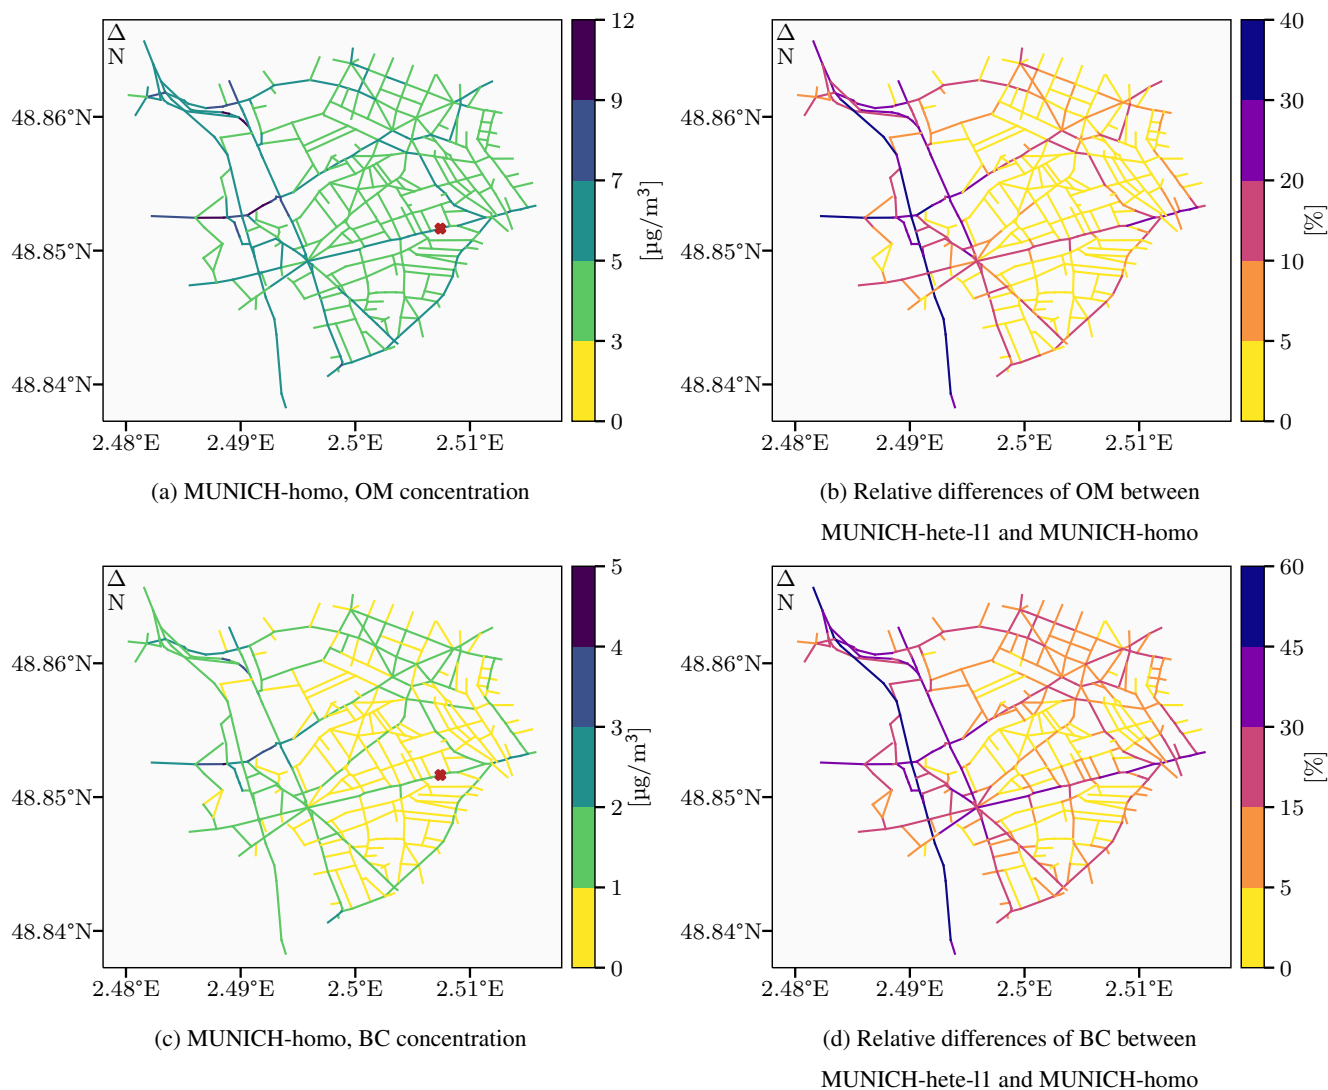 Δ
N
48.86°N
48.85°N
48.84°N
2.48°E 2.49°E 2.5°E 2.51°E
12
9
7
5
3
0
[µg/m³]
(a) MUNICH-homo, OM concentration
Δ
N
48.86°N
48.85°N
48.84°N
2.48°E 2.49°E 2.5°E 2.51°E
40
30
20
10
5
0
[%]
(b) Relative differences of OM between
MUNICH-hete-l1 and MUNICH-homo
Δ
N
48.86°N
48.85°N
48.84°N
2.48°E 2.49°E 2.5°E 2.51°E
5
4
3
2
1
0
[µg/m³]
(c) MUNICH-homo, BC concentration
Δ
N
48.86°N
48.85°N
48.84°N
2.48°E 2.49°E 2.5°E 2.51°E
60
45
30
15
5
0
[%]
(d) Relative differences of BC between
MUNICH-hete-l1 and MUNICH-homo